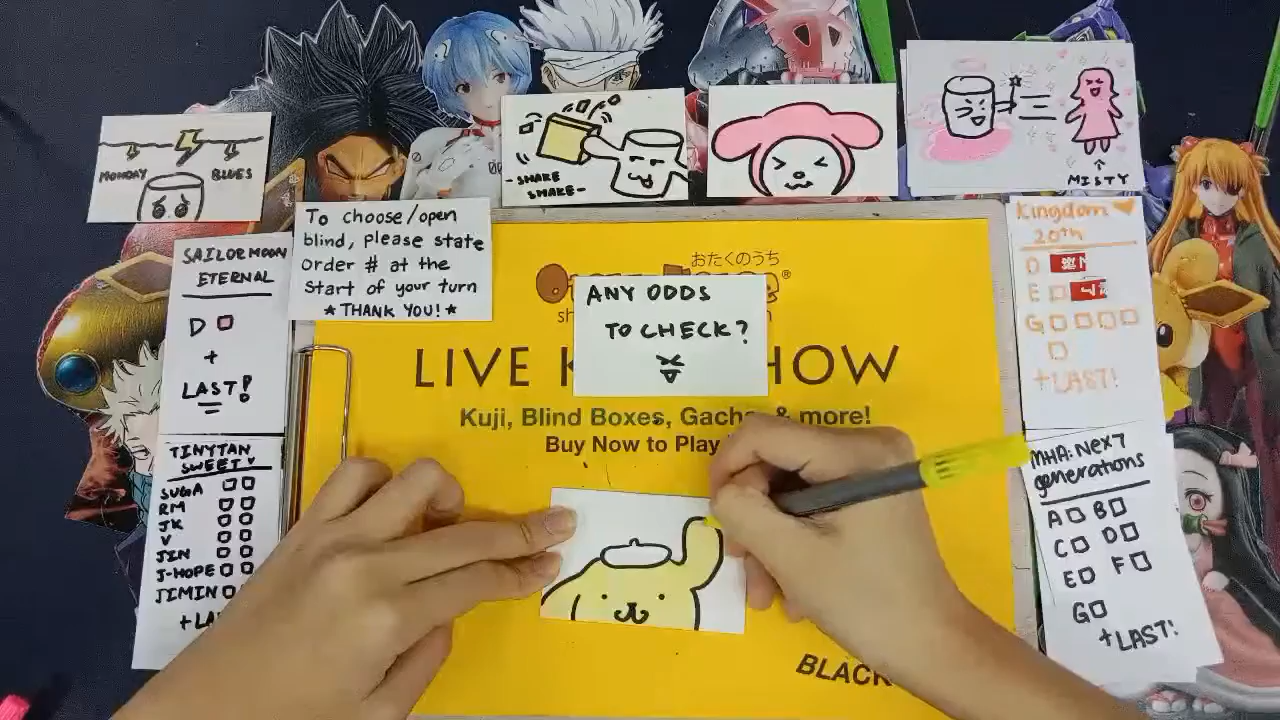 MONDAY BLUES
- SHAKE
SHAKE -
MISTY
To choose/open
blind, please state
order # at the
start of your turn
★ THANK YOU! ★
SAILORMOON
ETERNAL
D
+
LAST!
TINYTAN
SWEET
SUGA
RM
JK
V
JIN
J-HOPE
JIMIN
+LA
おたくのうち
ANY ODDS
TO CHECK?
LIVE K HOW
Kuji, Blind Boxes, Gacha, & more!
Buy Now to Play
BLACK
Kingdom
20th
D
E
G
+LAST!
MHA: Next
generations
A B
C D
E F
G
+LAST!